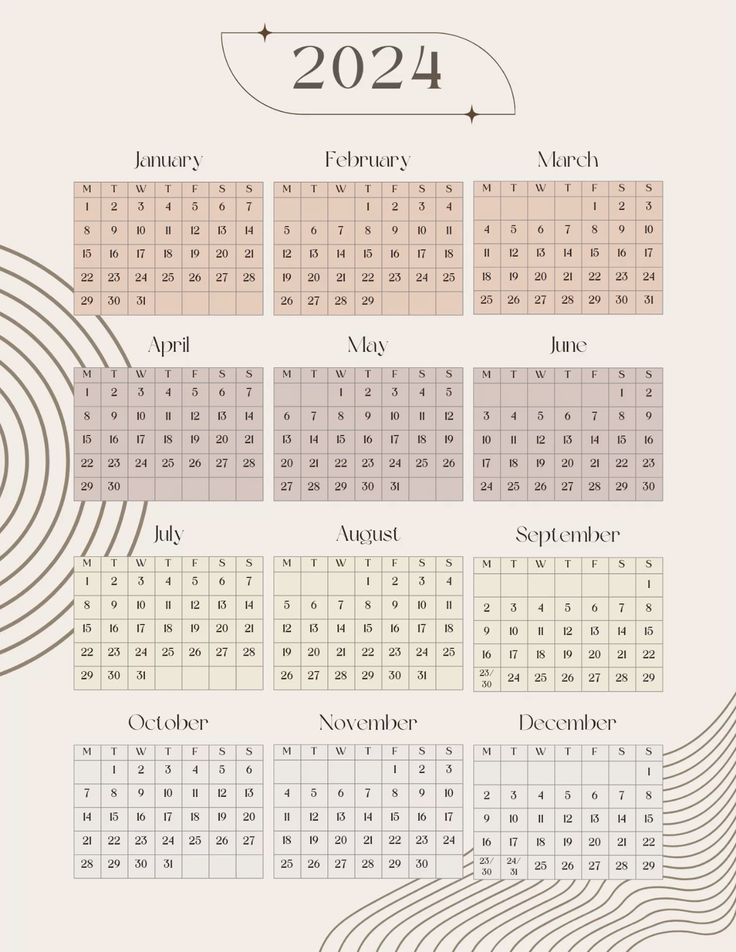 2024
January
M T W T F S S
1 2 3 4 5 6 7
8 9 10 11 12 13 14
15 16 17 18 19 20 21
22 23 24 25 26 27 28
29 30 31
February
M T W T F S S
1 2 3 4
5 6 7 8 9 10 11
12 13 14 15 16 17 18
19 20 21 22 23 24 25
26 27 28 29
March
M T W T F S S
1 2 3
4 5 6 7 8 9 10
11 12 13 14 15 16 17
18 19 20 21 22 23 24
25 26 27 28 29 30 31
April
M T W T F S S
1 2 3 4 5 6 7
8 9 10 11 12 13 14
15 16 17 18 19 20 21
22 23 24 25 26 27 28
29 30
May
M T W T F S S
1 2 3 4 5
6 7 8 9 10 11 12
13 14 15 16 17 18 19
20 21 22 23 24 25 26
27 28 29 30 31
June
M T W T F S S
1 2
3 4 5 6 7 8 9
10 11 12 13 14 15 16
17 18 19 20 21 22 23
24 25 26 27 28 29 30
July
M T W T F S S
1 2 3 4 5 6 7
8 9 10 11 12 13 14
15 16 17 18 19 20 21
22 23 24 25 26 27 28
29 30 31
August
M T W T F S S
1 2 3 4
5 6 7 8 9 10 11
12 13 14 15 16 17 18
19 20 21 22 23 24 25
26 27 28 29 30 31
September
M T W T F S S
1
2 3 4 5 6 7 8
9 10 11 12 13 14 15
16 17 18 19 20 21 22
23/30 24 25 26 27 28 29
October
M T W T F S S
1 2 3 4 5 6
7 8 9 10 11 12 13
14 15 16 17 18 19 20
21 22 23 24 25 26 27
28 29 30 31
November
M T W T F S S
1 2 3
4 5 6 7 8 9 10
11 12 13 14 15 16 17
18 19 20 21 22 23 24
25 26 27 28 29 30
December
M T W T F S S
1
2 3 4 5 6 7 8
9 10 11 12 13 14 15
16 17 18 19 20 21 22
23/30 24/31 25 26 27 28 29